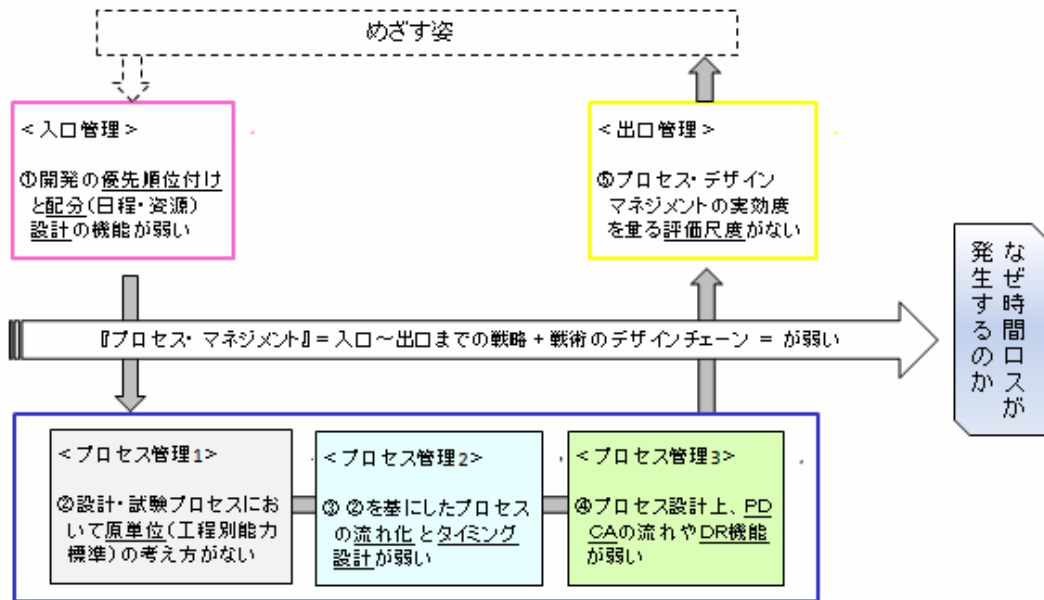 めざす姿
<入口管理>
①開発の優先順位付け
と配分(日程・資源)
設計の機能が弱い
<出口管理>
⑤プロセス・デザイン
マネジメントの実効度
を量る評価尺度がない
『プロセス・マネジメント』=入口～出口までの戦略+戦術のデザインチェーン = が弱い
なぜ時間ロスが
発生するのか
<プロセス管理1>
②設計・試験プロセスにお
いて原単位(工程別能力
標準)の考え方がない
<プロセス管理2>
③ ②を基にしたプロセス
の流れ化とタイミング
設計が弱い
<プロセス管理3>
④プロセス設計上、PD
CAの流れやDR機能
が弱い